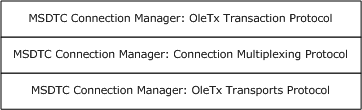 MSDTC Connection Manager: OleTx Transaction Protocol
MSDTC Connection Manager: Connection Multiplexing Protocol
MSDTC Connection Manager: OleTx Transports Protocol